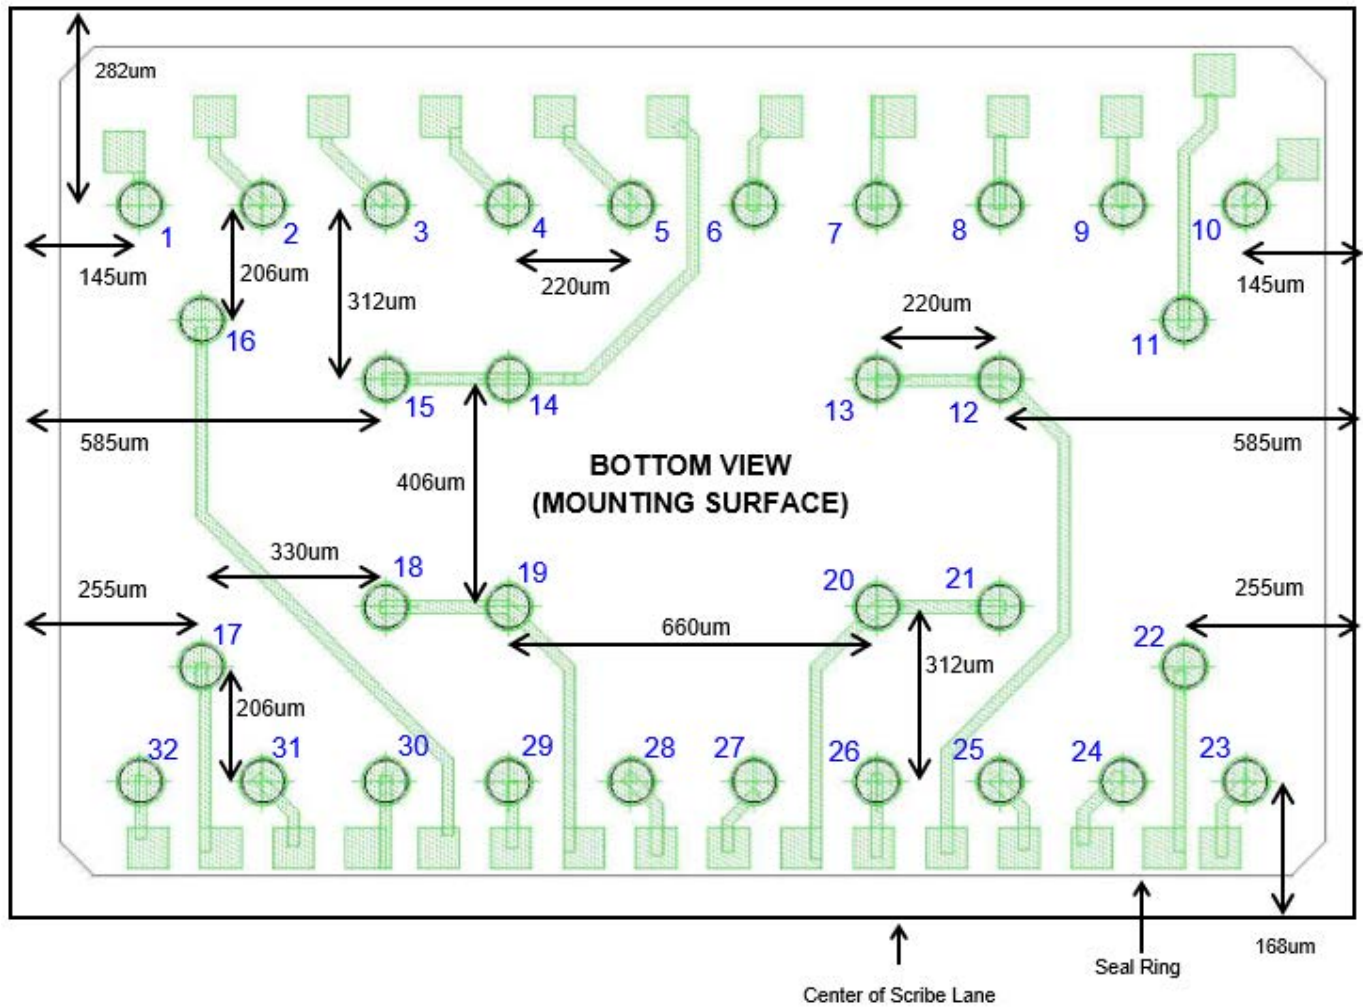 282um
1 2 3 4 5 6 7 8 9 10
145um 206um 312um 220um 220um 145um
16 11
15 14 13 12
585um 406um 585um
BOTTOM VIEW
(MOUNTING SURFACE)
330um
18 19 20 21
255um 660um 255um
17 312um 22
206um
32 31 30 29 28 27 26 25 24 23
168um
Seal Ring
Center of Scribe Lane